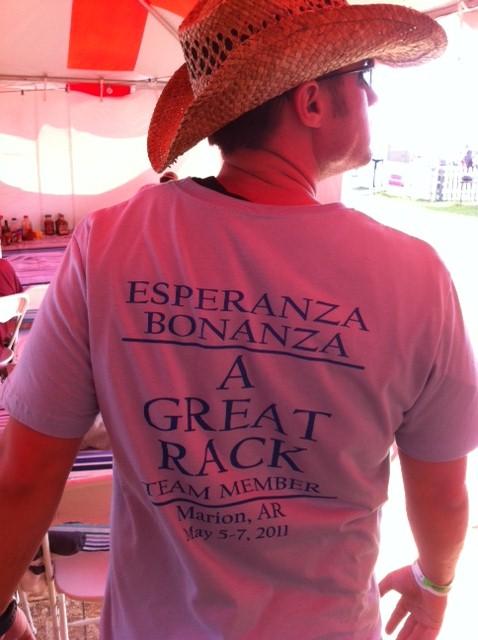 ESPERANZA
BONANZA
A
GREAT
RACK
TEAM MEMBER
Marion, AR
May 5-7, 2011